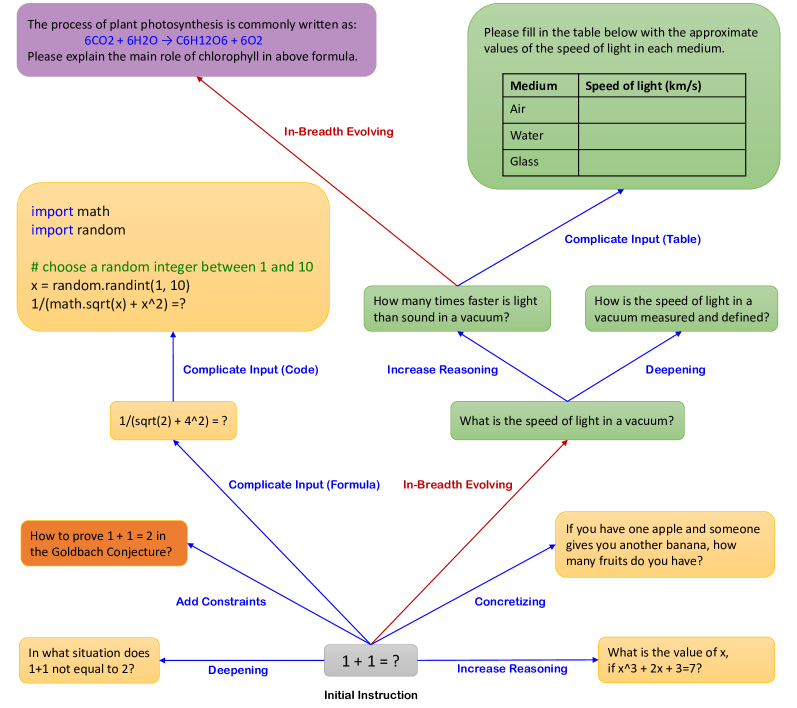 The process of plant photosynthesis is commonly written as:
6CO2 + 6H2O → C6H12O6 + 6O2
Please explain the main role of chlorophyll in above formula.
Please fill in the table below with the approximate
values of the speed of light in each medium.
Medium Speed of light (km/s)
Air
Water
Glass
In-Breadth Evolving
import math
import random
# choose a random integer between 1 and 10
x = random.randint(1, 10)
1/(math.sqrt(x) + x^2) =?
Complicate Input (Table)
How many times faster is light
than sound in a vacuum?
How is the speed of light in a
vacuum measured and defined?
Complicate Input (Code)
Increase Reasoning
Deepening
1/(sqrt(2) + 4^2) = ?
What is the speed of light in a vacuum?
Complicate Input (Formula)
In-Breadth Evolving
How to prove 1 + 1 = 2 in
the Goldbach Conjecture?
If you have one apple and someone
gives you another banana, how
many fruits do you have?
Add Constraints
Concretizing
In what situation does
1+1 not equal to 2?
Deepening
1 + 1 = ?
Increase Reasoning
What is the value of x,
if x^3 + 2x + 3=7?
Initial Instruction